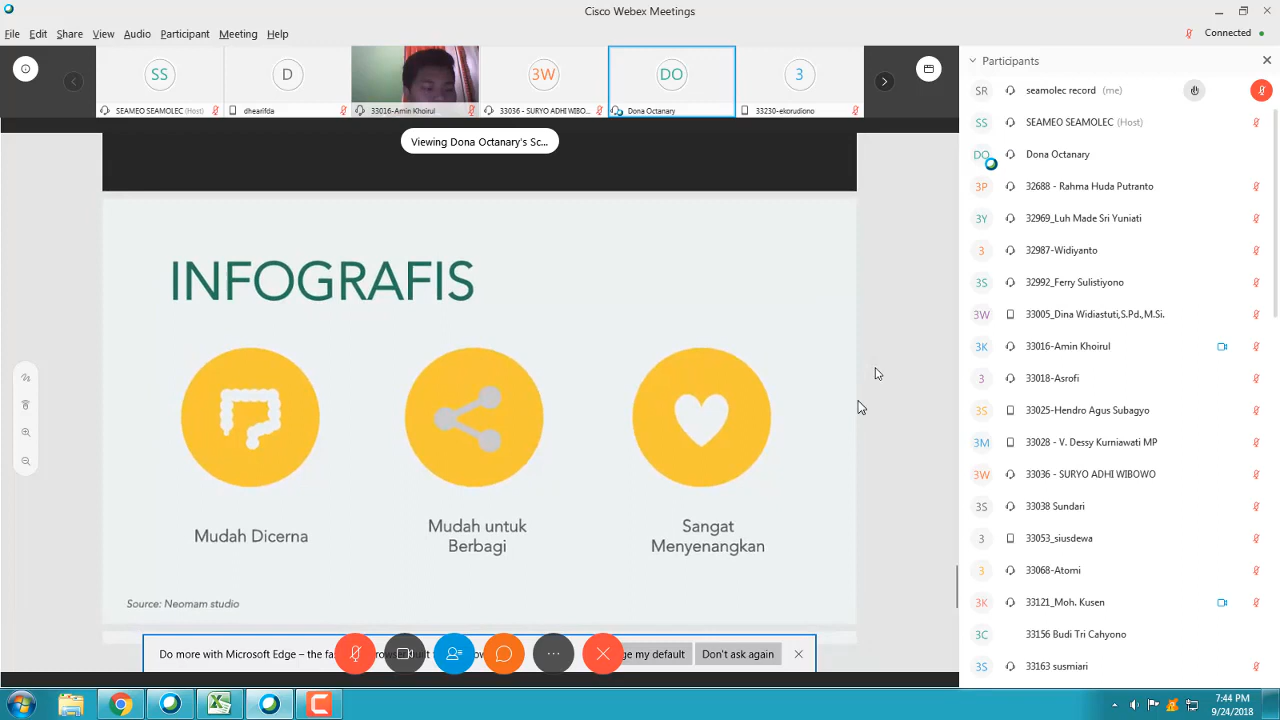 Cisco Webex Meetings
File Edit Share View Audio Participant Meeting Help
Connected
SS
D
3W
DO
3
SEAMEO SEAMOLEC (Host)
dhearifda
33016-Amin Khoirul
33036 - SURYO ADHI WIBO...
Dona Octanary
33230-ekorudiono
Viewing Dona Octanary's Sc...
INFOGRAFIS
Mudah Dicerna
Mudah untuk
Berbagi
Sangat
Menyenangkan
Source: Neomam studio
Do more with Microsoft Edge – the
my default
Don't ask again
Participants
SR seamolec record (me)
SS SEAMEO SEAMOLEC (Host)
DO Dona Octanary
3P 32688 - Rahma Huda Putranto
3Y 32969_Luh Made Sri Yuniati
3 32987-Widiyanto
3S 32992_Ferry Sulistiyono
3W 33005_Dina Widiastuti,S.Pd.,M.Si.
3K 33016-Amin Khoirul
3 33018-Asrofi
3S 33025-Hendro Agus Subagyo
3M 33028 - V. Dessy Kurniawati MP
3W 33036 - SURYO ADHI WIBOWO
3S 33038 Sundari
3 33053_siusdewa
3 33068-Atomi
3K 33121_Moh. Kusen
3C 33156 Budi Tri Cahyono
3S 33163 susmiari
7:44 PM
9/24/2018